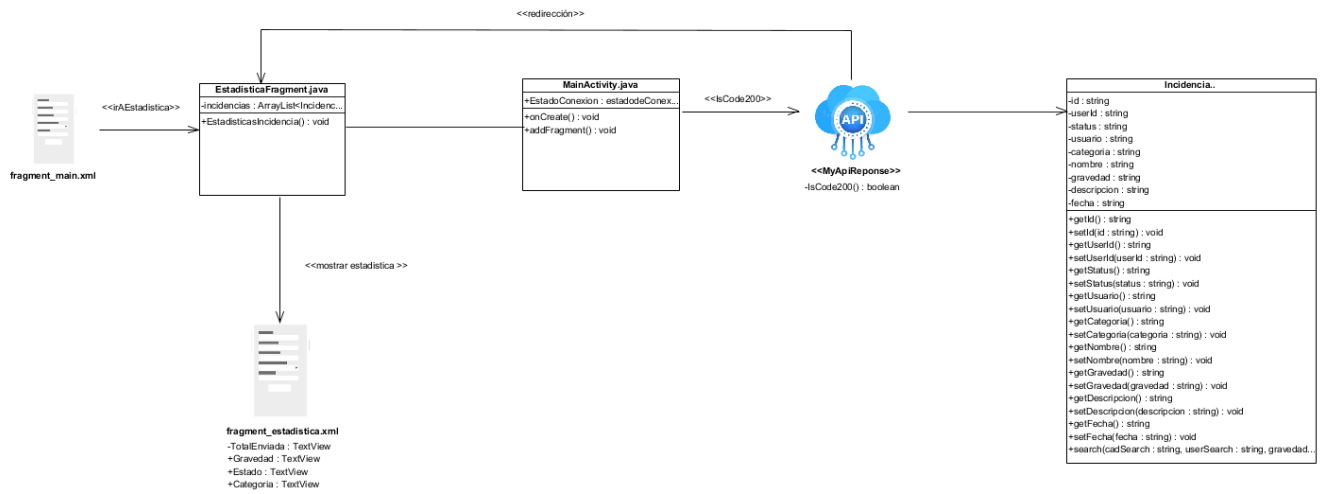 <<redirección>>
<<irAEstadistica>>
fragment_main.xml
EstadisticaFragment.java
-incidencias : ArrayList<Incidenc...
+EstadisticasIncidencia() : void
MainActivity.java
+EstadoConexion : estadodeConex...
+onCreate() : void
+addFragment() : void
<<IsCode200>>
API
<<MyApiReponse>>
-IsCode200() : boolean
Incidencia..
-id : string
-userId : string
-status : string
-usuario : string
-categoria : string
-nombre : string
-gravedad : string
-descripcion : string
-fecha : string
+getId() : string
+setId(id : string) : void
+getUserId() : string
+setUserId(userId : string) : void
+getStatus() : string
+setStatus(status : string) : void
+getUsuario() : string
+setUsuario(usuario : string) : void
+getCategoria() : string
+setCategoria(categoria : string) : void
+getNombre() : string
+setNombre(nombre : string) : void
+getGravedad() : string
+setGravedad(gravedad : string) : void
+getDescripcion() : string
+setDescripcion(descripcion : string) : void
+getFecha() : string
+setFecha(fecha : string) : void
+search(cadSearch : string, userSearch : string, gravedad...
<<mostrar estadistica >>
fragment_estadistica.xml
-TotalEnviada : TextView
+Gravedad : TextView
+Estado : TextView
+Categoria : TextView